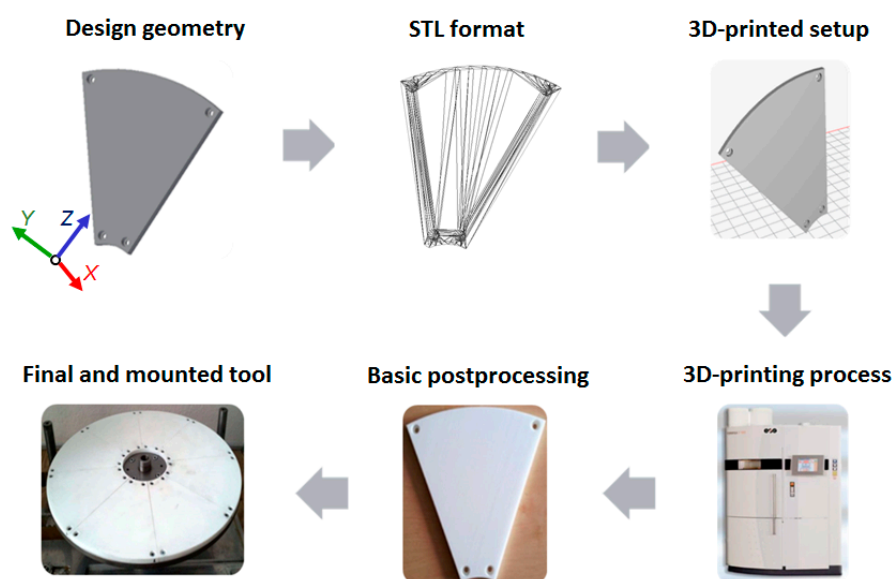 Design geometry
STL format
3D-printed setup
Y
Z
X
Final and mounted tool
Basic postprocessing
3D-printing process